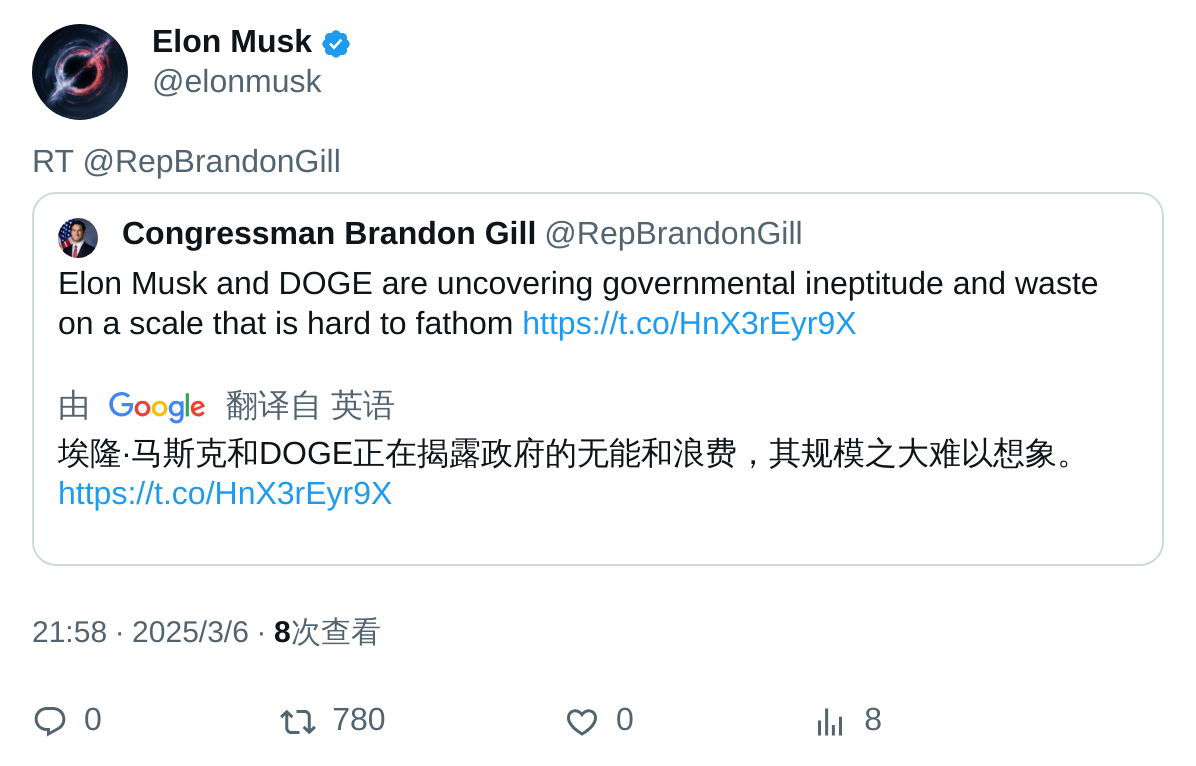 Elon Musk
@elonmusk
RT @RepBrandonGill
Congressman Brandon Gill @RepBrandonGill
Elon Musk and DOGE are uncovering governmental ineptitude and waste
on a scale that is hard to fathom https://t.co/HnX3rEyr9X
由 Google 翻译自 英语
埃隆·马斯克和DOGE正在揭露政府的无能和浪费，其规模之大难以想象。
https://t.co/HnX3rEyr9X
21:58 · 2025/3/6 · 8次查看
0 780 0 8